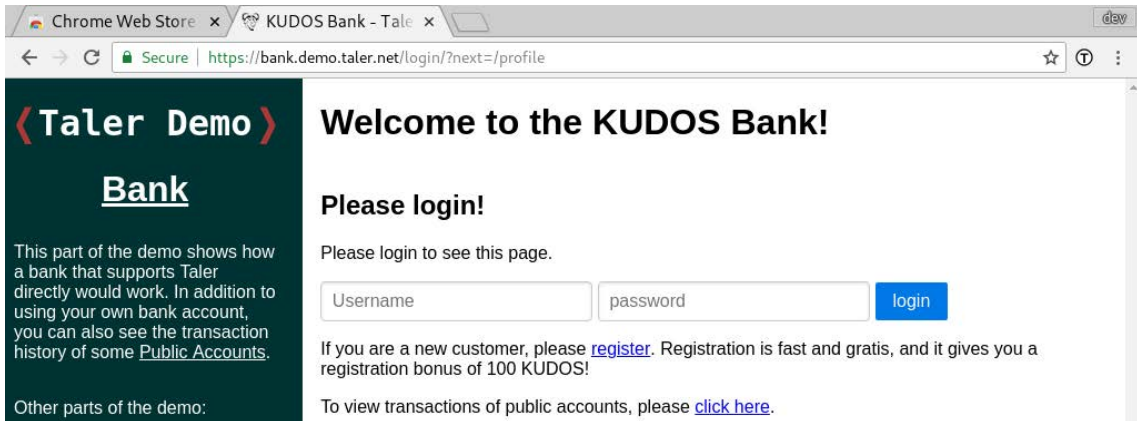 Chrome Web Store
KUDOS Bank - Tale
dev
Secure | https://bank.demo.taler.net/login/?next=/profile
❬Taler Demo❭
Bank
This part of the demo shows how
a bank that supports Taler
directly would work. In addition to
using your own bank account,
you can also see the transaction
history of some Public Accounts.
Other parts of the demo:
Welcome to the KUDOS Bank!
Please login!
Please login to see this page.
Username password login
If you are a new customer, please register. Registration is fast and gratis, and it gives you a
registration bonus of 100 KUDOS!
To view transactions of public accounts, please click here.